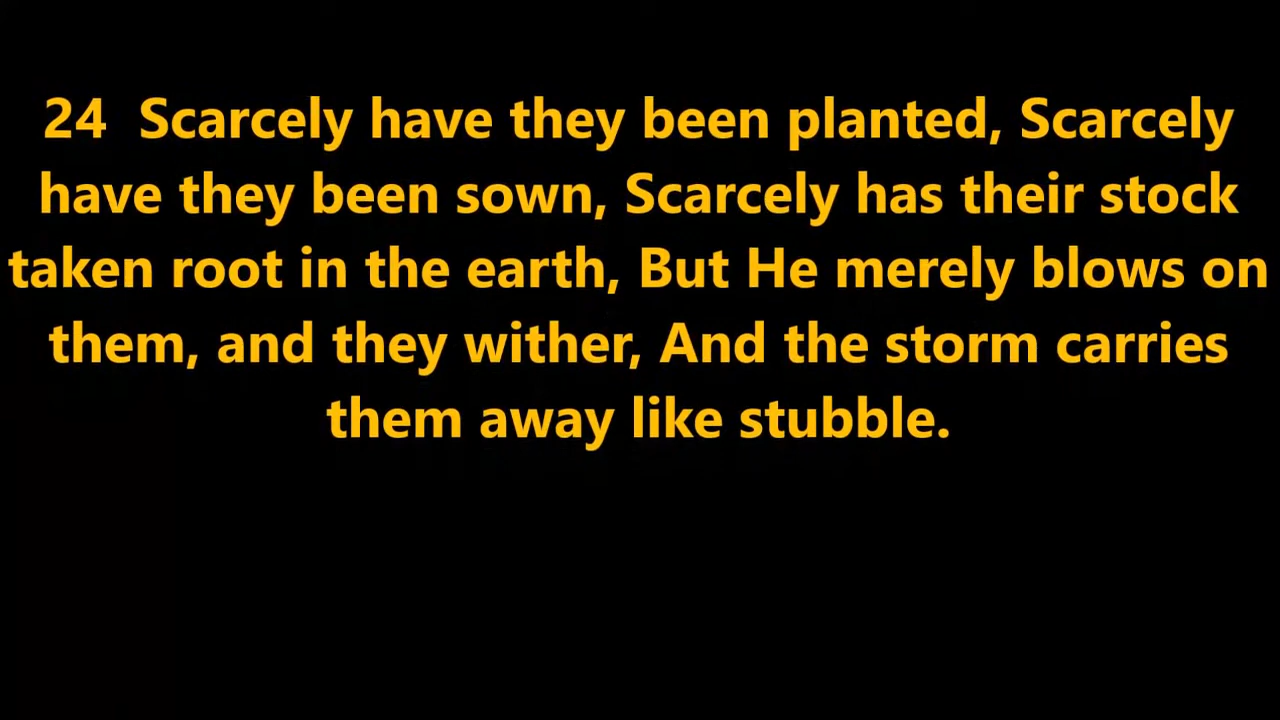 24  Scarcely have they been planted, Scarcely
have they been sown, Scarcely has their stock
taken root in the earth, But He merely blows on
them, and they wither, And the storm carries
them away like stubble.